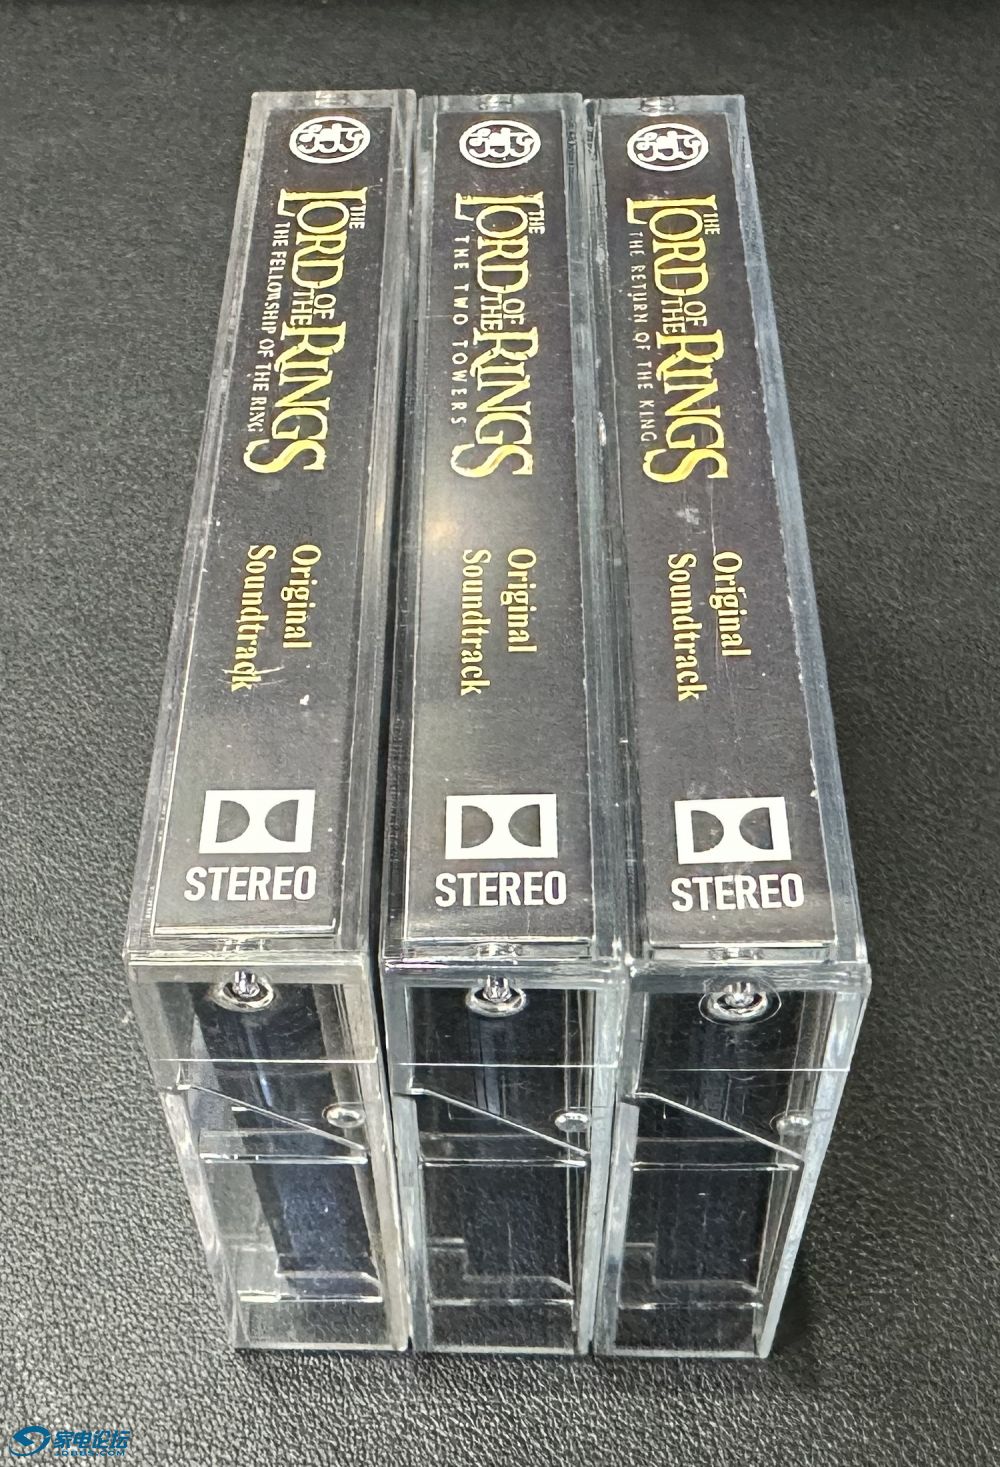 THE
LORD OF
THE RINGS
THE FELLOWSHIP OF THE RING
Original
Soundtrack
STEREO
THE
LORD OF
THE RINGS
THE TWO TOWERS
Original
Soundtrack
STEREO
THE
LORD OF
THE RINGS
THE RETURN OF THE KING
Original
Soundtrack
STEREO
家电论坛
JDBBS.COM